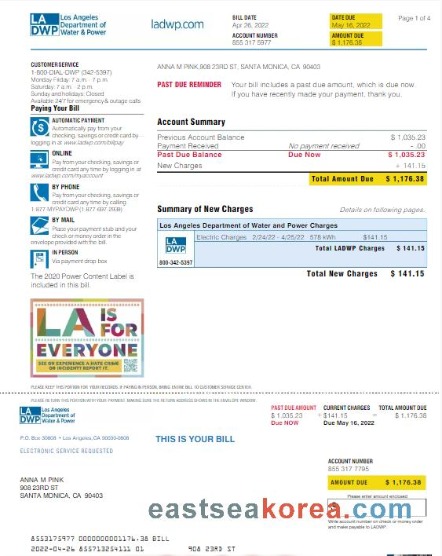 LA
DWP
Los Angeles
Department of
Water & Power
ladwp.com
BILL DATE
Apr 26, 2022
ACCOUNT NUMBER
855 317 5977
DATE DUE
May 16, 2022
AMOUNT DUE
$ 1,176.38
Page 1 of 4
CUSTOMER SERVICE
1-800-DIAL-DWP (342-5397)
Monday-Friday: 7 a.m. - 7 p.m.
Saturday: 7 a.m. - 2 p.m.
Sunday and holidays: Closed
Available 24/7 for emergency & outage calls
Paying Your Bill
AUTOMATIC PAYMENT
Automatically pay from your
checking, savings or credit card by
logging in at www.ladwp.com/billpay
ONLINE
Pay from your checking, savings or
credit card any time by logging in at
www.ladwp.com/myaccount
BY PHONE
Pay from your checking, savings or
credit card any time by calling
1-877-MYPAYDWP (1-877-697-2939)
BY MAIL
Place your payment stub and your
check or money order in the
envelope provided with the bill.
IN PERSON
Via payment drop box
The 2020 Power Content Label is
included in this bill
LA IS
FOR
EVERYONE
SEE OR EXPERIENCE A HATE CRIME
OR INCIDENT? REPORT IT.
ANNA M PINK,908 23RD ST, SANTA MONICA, CA 90403
PAST DUE REMINDER
Your bill includes a past due amount, which is due now.
If you have recently made your payment, thank you.
Account Summary
Previous Account Balance $ 1,035.23
Payment Received No payment received - .00
Past Due Balance Due Now $ 1,035.23
New Charges + 141.15
Total Amount Due $ 1,176.38
Summary of New Charges
Details on following pages.
Los Angeles Department of Water and Power Charges
LA
DWP
800-342-5397
Electric Charges 2/24/22 - 4/25/22 578 kWh $141.15
Total LADWP Charges $ 141.15
Total New Charges $ 141.15
PLEASE KEEP THIS PORTION FOR YOUR RECORDS. IF PAYING IN PERSON, BRING ENTIRE BILL TO CUSTOMER SERVICE CENTER.
LA
DWP
Los Angeles
Department of
Water & Power
PAST DUE AMOUNT
$ 1,035.23
Due NOW
CURRENT CHARGES
+ $141.15
Due May 16, 2022
TOTAL AMOUNT DUE
= $ 1,176.38
P.O. Box 30808 • Los Angeles, CA 90030-0808
ELECTRONIC SERVICE REQUESTED
THIS IS YOUR BILL
ACCOUNT NUMBER
855 317 7795
AMOUNT DUE
$ 1,176.38
Please enter amount enclosed
ANNA M PINK
908 23RD ST
SANTA MONICA, CA 90403
eastseakorea.com
$
Write account number on check or money order
and make payable to LADWP
8553175977 00000000001176.38 BILL
2022-04-26 855713254111 01 908 23RD ST